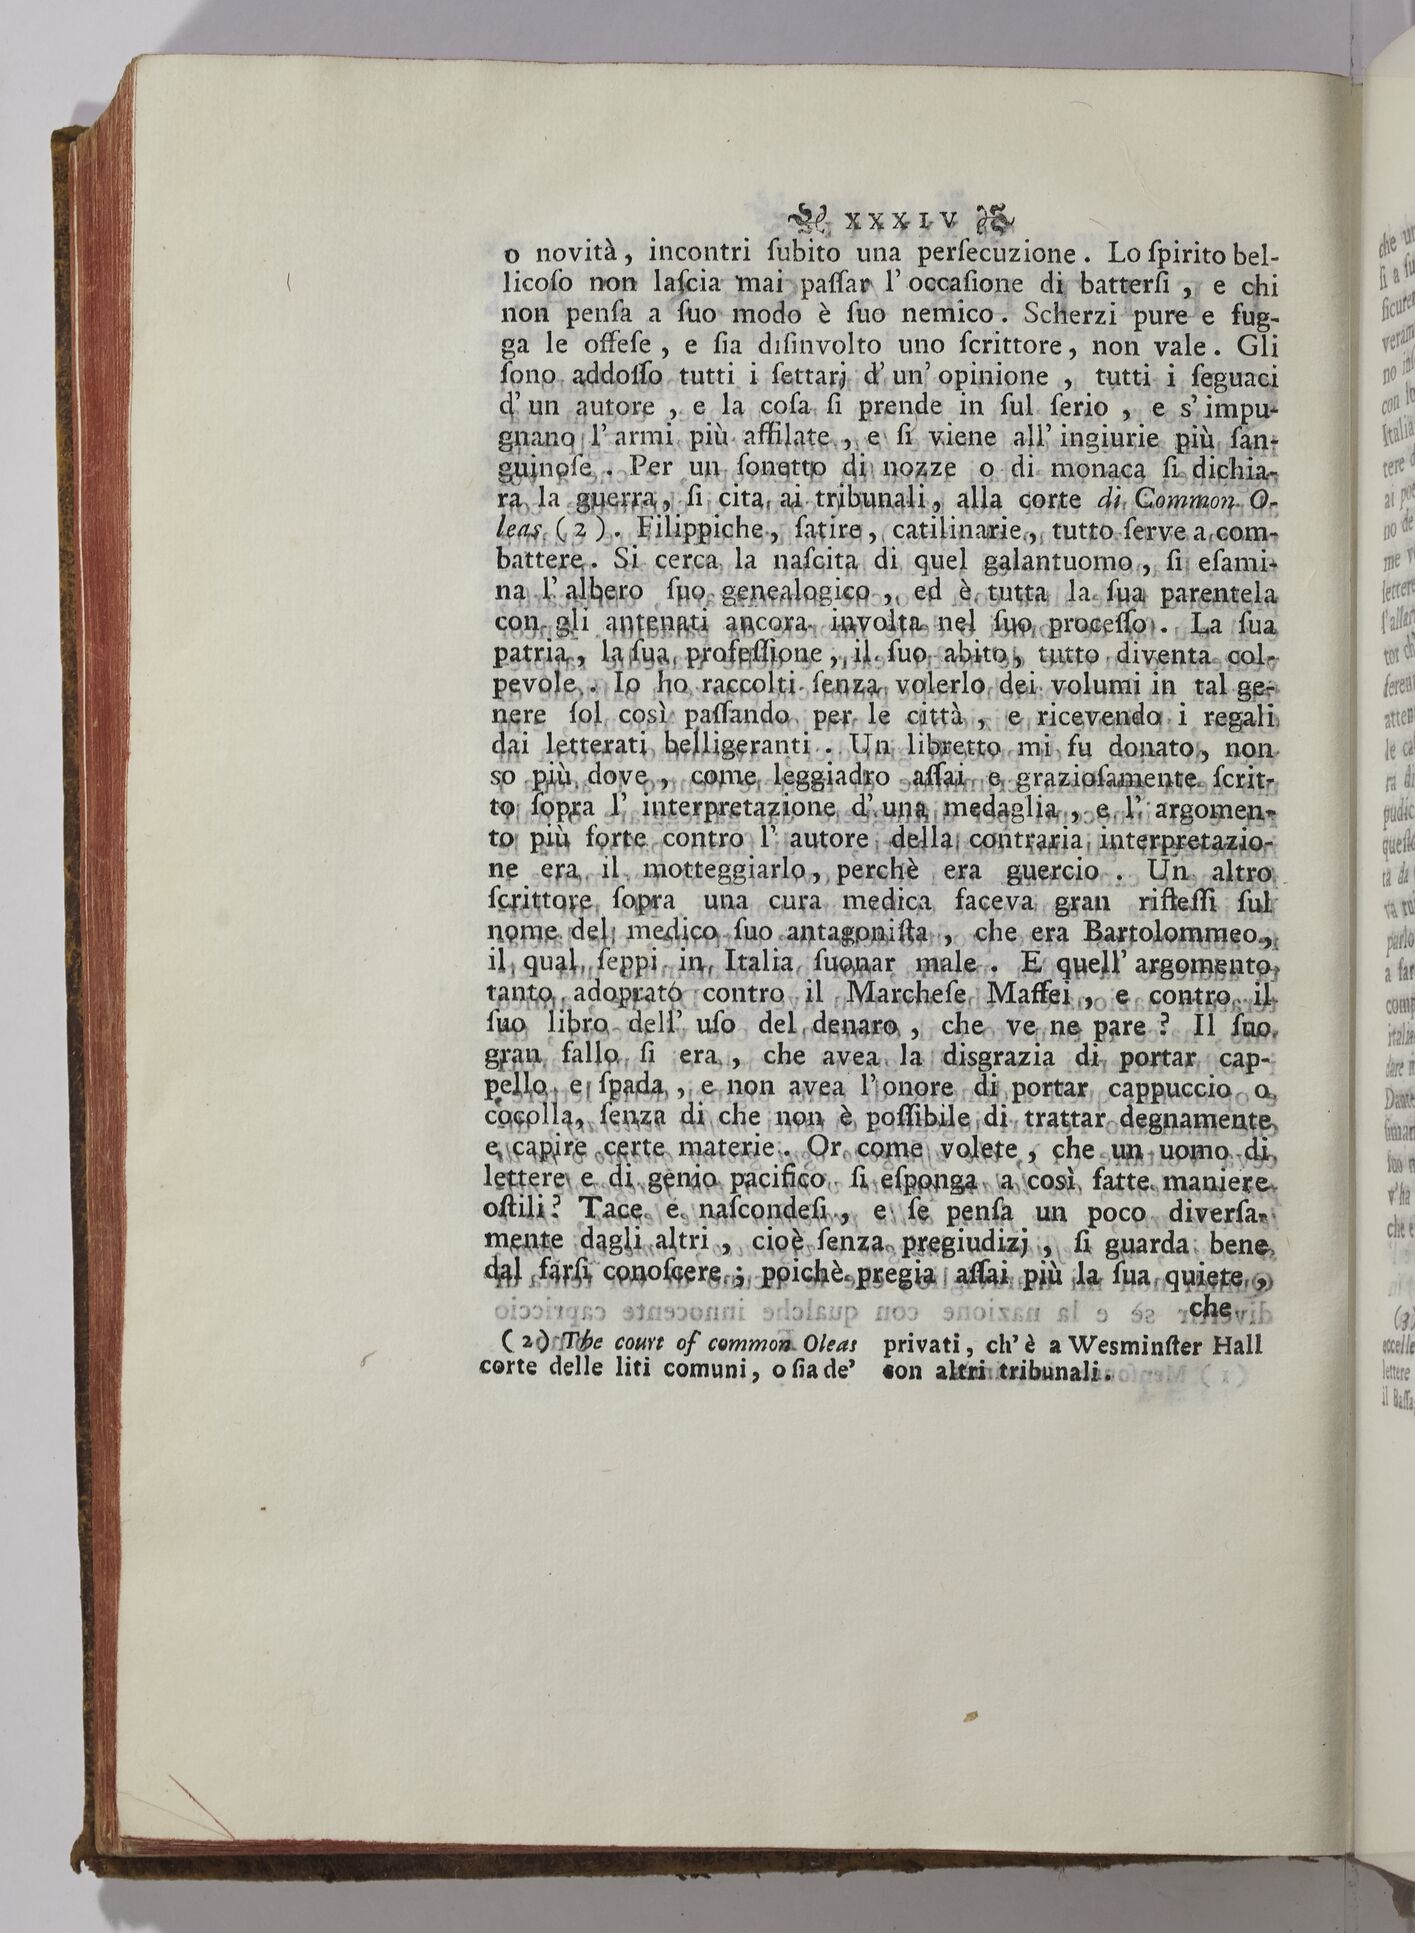 XXXIV
o novità, incontri ſubito una perſecuzione. Lo ſpirito bel-
licoſo non laſcia mai paſſar l'occaſione di batterſi, e chi
non penſa a ſuo modo è ſuo nemico. Scherzi pure e fug-
ga le offeſe, e ſia diſinvolto uno ſcrittore, non vale. Gli
ſono addoſſo tutti i ſettarj d'un'opinione, tutti i ſeguaci
d'un autore, e la coſa ſi prende in ſul ſerio, e s'impu-
gnano l'armi più affilate, e ſi viene all'ingiurie più ſan-
guinoſe. Per un ſonetto di nozze o di monaca ſi dichia-
ra la guerra, ſi cita ai tribunali, alla corte di Common O-
leas (2). Filippiche, ſatire, catilinarie, tutto ſerve a com-
battere. Si cerca la naſcita di quel galantuomo, ſi eſami-
na l'albero ſuo genealogico, ed è tutta la ſua parentela
con gli antenati ancora involta nel ſuo proceſſo. La ſua
patria, la ſua profeſſione, il ſuo abito, tutto diventa col-
pevole. Io ho raccolti ſenza volerlo dei volumi in tal ge-
nere ſol così paſſando per le città, e ricevendo i regali
dai letterati belligeranti. Un libretto mi fu donato, non
so più dove, come leggiadro aſſai e grazioſamente ſcrit-
to ſopra l'interpretazione d'una medaglia, e l'argomen-
to più forte contro l'autore della contraria interpretazio-
ne era il motteggiarlo, perchè era guercio. Un altro
ſcrittore ſopra una cura medica faceva gran rifleſſi ſul
nome del medico ſuo antagoniſta, che era Bartolommeo,
il qual ſeppi in Italia ſuonar male. E quell'argomento
tanto adoprato contro il Marcheſe Maffei, e contro il
ſuo libro dell'uſo del denaro, che ve ne pare? Il ſuo
gran fallo ſi era, che avea la disgrazia di portar cap-
pello e ſpada, e non avea l'onore di portar cappuccio o
cocolla, ſenza di che non è poſſibile di trattar degnamente
e capire certe materie. Or come volete, che un uomo di
lettere e di genio pacifico ſi eſponga a così fatte maniere
oſtili? Tace e naſcondeſi, e ſe penſa un poco diverſa-
mente dagli altri, cioè ſenza pregiudizj, ſi guarda bene
dal farſi conoſcere; poichè pregia aſſai più la ſua quiete,
che
(2) The court of common Oleas
corte delle liti comuni, o ſia de'
privati, ch'è a Wesminſter Hall
con altri tribunali.